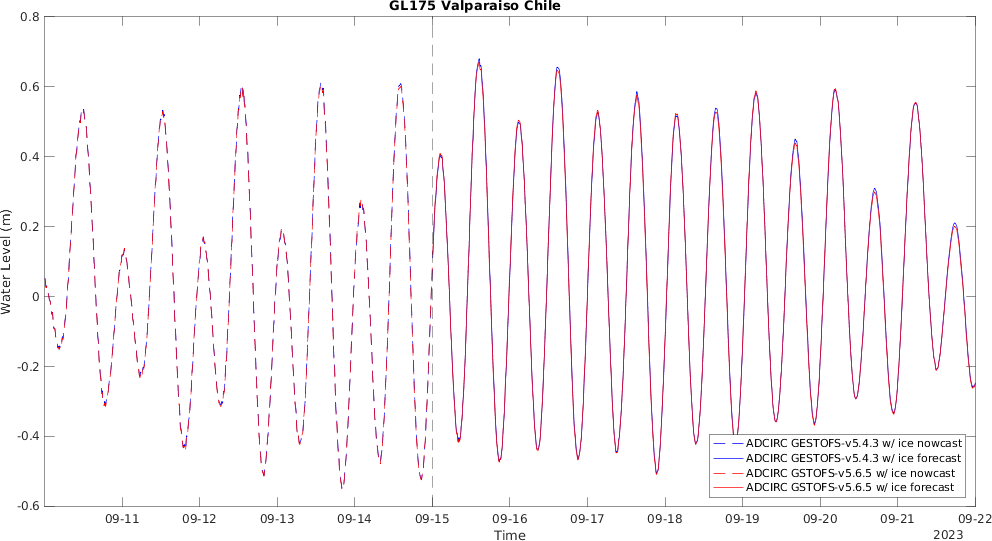 GL175 Valparaiso Chile
0.8
0.6
0.4
0.2
0
-0.2
-0.4
-0.6
Water Level (m)
09-11 09-12 09-13 09-14 09-15 09-16 09-17 09-18 09-19 09-20 09-21 09-22
Time
2023
ADCIRC GESTOFS-v5.4.3 w/ ice nowcast
ADCIRC GESTOFS-v5.4.3 w/ ice forecast
ADCIRC GSTOFS-v5.6.5 w/ ice nowcast
ADCIRC GSTOFS-v5.6.5 w/ ice forecast